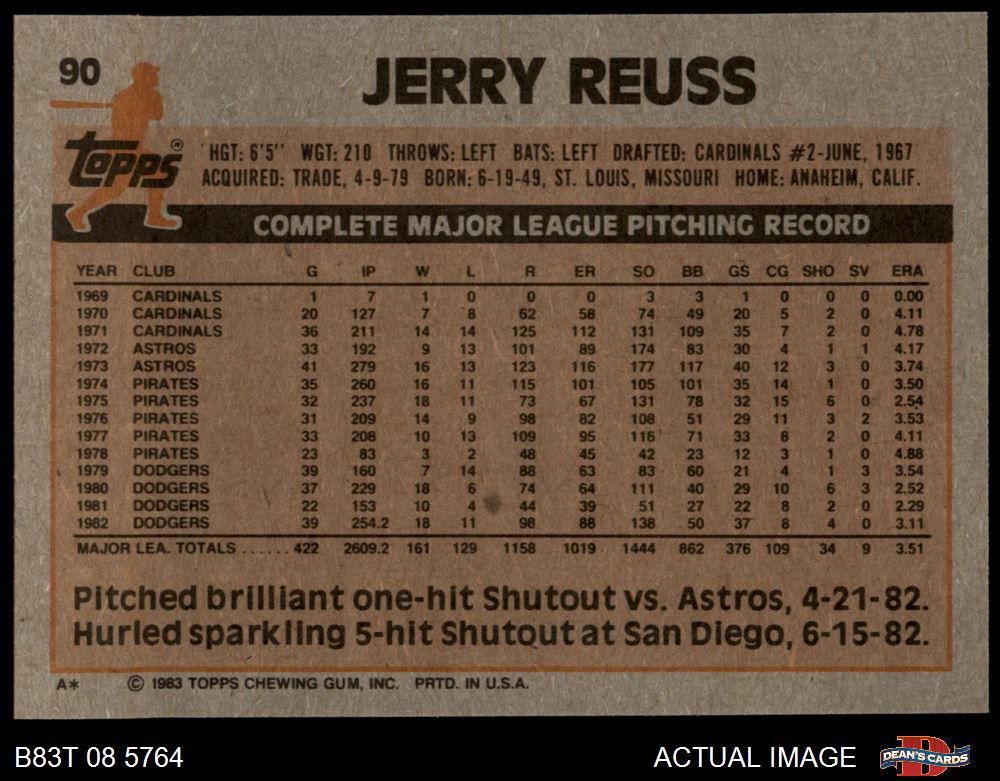 90
JERRY REUSS
topps ®
HGT: 6'5" WGT: 210 THROWS: LEFT BATS: LEFT DRAFTED: CARDINALS #2-JUNE, 1967
ACQUIRED: TRADE, 4-9-79 BORN: 6-19-49, ST. LOUIS, MISSOURI HOME: ANAHEIM, CALIF.
COMPLETE MAJOR LEAGUE PITCHING RECORD
YEAR CLUB G IP W L R ER SO BB GS CG SHO SV ERA
1969 CARDINALS 1 7 1 0 0 0 3 3 1 0 0 0 0.00
1970 CARDINALS 20 127 7 8 62 58 74 49 20 5 2 0 4.11
1971 CARDINALS 36 211 14 14 125 112 131 109 35 7 2 0 4.78
1972 ASTROS 33 192 9 13 101 89 174 83 30 4 1 1 4.17
1973 ASTROS 41 279 16 13 123 116 177 117 40 12 3 0 3.74
1974 PIRATES 35 260 16 11 115 101 105 101 35 14 1 0 3.50
1975 PIRATES 32 237 18 11 73 67 131 78 32 15 6 0 2.54
1976 PIRATES 31 209 14 9 98 82 108 51 29 11 3 2 3.53
1977 PIRATES 33 208 10 13 109 95 116 71 33 8 2 0 4.11
1978 PIRATES 23 83 3 2 48 45 42 23 12 3 1 0 4.88
1979 DODGERS 39 160 7 14 88 63 83 60 21 4 1 3 3.54
1980 DODGERS 37 229 18 6 74 64 111 40 29 10 6 3 2.52
1981 DODGERS 22 153 10 4 44 39 51 27 22 8 2 0 2.29
1982 DODGERS 39 254.2 18 11 98 88 138 50 37 8 4 0 3.11
MAJOR LEA. TOTALS ...... 422 2609.2 161 129 1158 1019 1444 862 376 109 34 9 3.51
Pitched brilliant one-hit Shutout vs. Astros, 4-21-82.
Hurled sparkling 5-hit Shutout at San Diego, 6-15-82.
A* © 1983 TOPPS CHEWING GUM, INC. PRTD. IN U.S.A.
B83T 08 5764 ACTUAL IMAGE DEAN'S CARDS